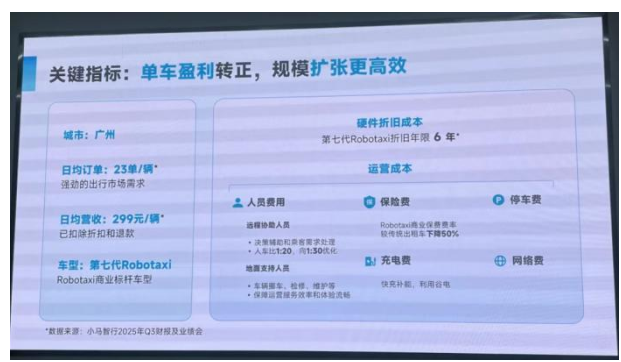 关键指标：单车盈利转正，规模扩张更高效
城市：广州
日均订单：23单/辆*
强劲的出行市场需求
日均营收：299元/辆*
已扣除折扣和退款
车型：第七代Robotaxi
Robotaxi商业标杆车型
硬件折旧成本
第七代Robotaxi折旧年限 6 年*
运营成本
人员费用
远程协助人员
• 决策辅助和乘客需求处理
• 人车比1:20，向1:30优化
地面支持人员
• 车辆挪车、检修、维护等
• 保障运营服务效率和体验流畅
保险费
Robotaxi商业保费费率
较传统出租车下降50%
停车费
充电费
快充补能，利用谷电
网络费
*数据来源：小马智行2025年Q3财报及业绩会